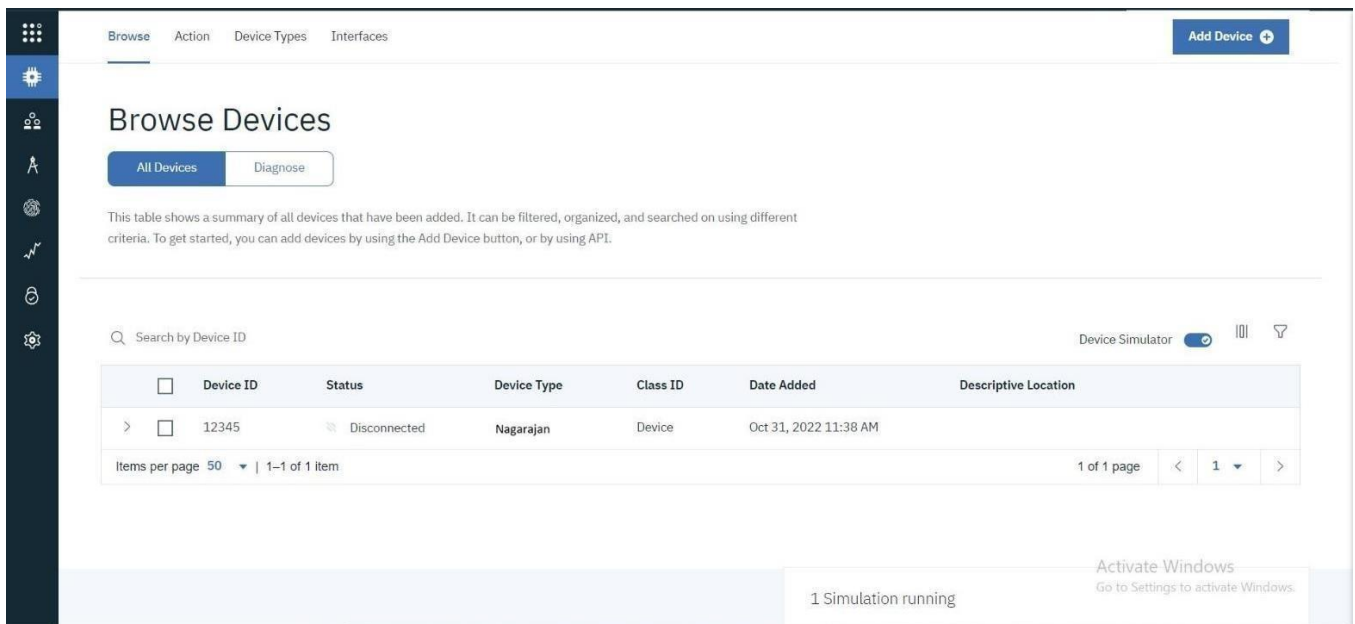 Browse Action Device Types Interfaces Add Device
Browse Devices
All Devices Diagnose
This table shows a summary of all devices that have been added. It can be filtered, organized, and searched on using different
criteria. To get started, you can add devices by using the Add Device button, or by using API.
Search by Device ID Device Simulator
Device ID Status Device Type Class ID Date Added Descriptive Location
12345 Disconnected Nagarajan Device Oct 31, 2022 11:38 AM
Items per page 50 | 1–1 of 1 item 1 of 1 page < 1 >
Activate Windows
Go to Settings to activate Windows.
1 Simulation running